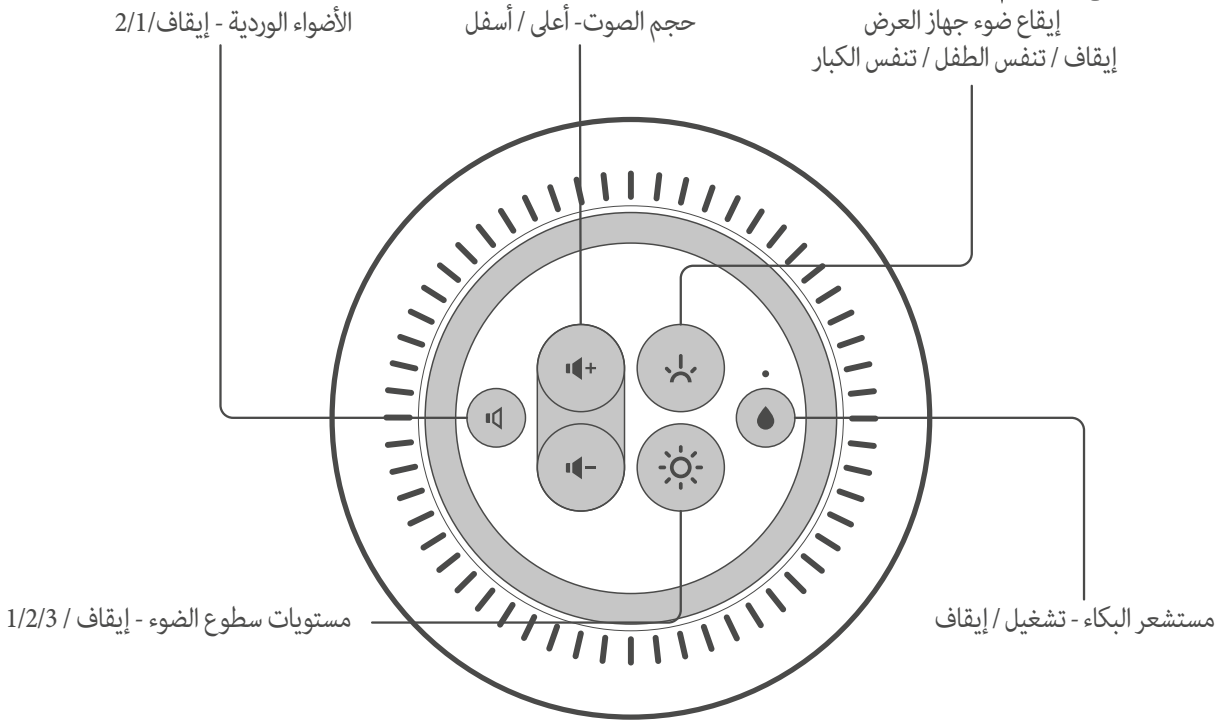 إيقاع ضوء جهاز العرض
إيقاف / تنفس الطفل / تنفس الكبار
حجم الصوت- أعلى / أسفل
الأضواء الوردية - إيقاف/2/1
مستشعر البكاء - تشغيل / إيقاف
مستويات سطوع الضوء - إيقاف / 1/2/3